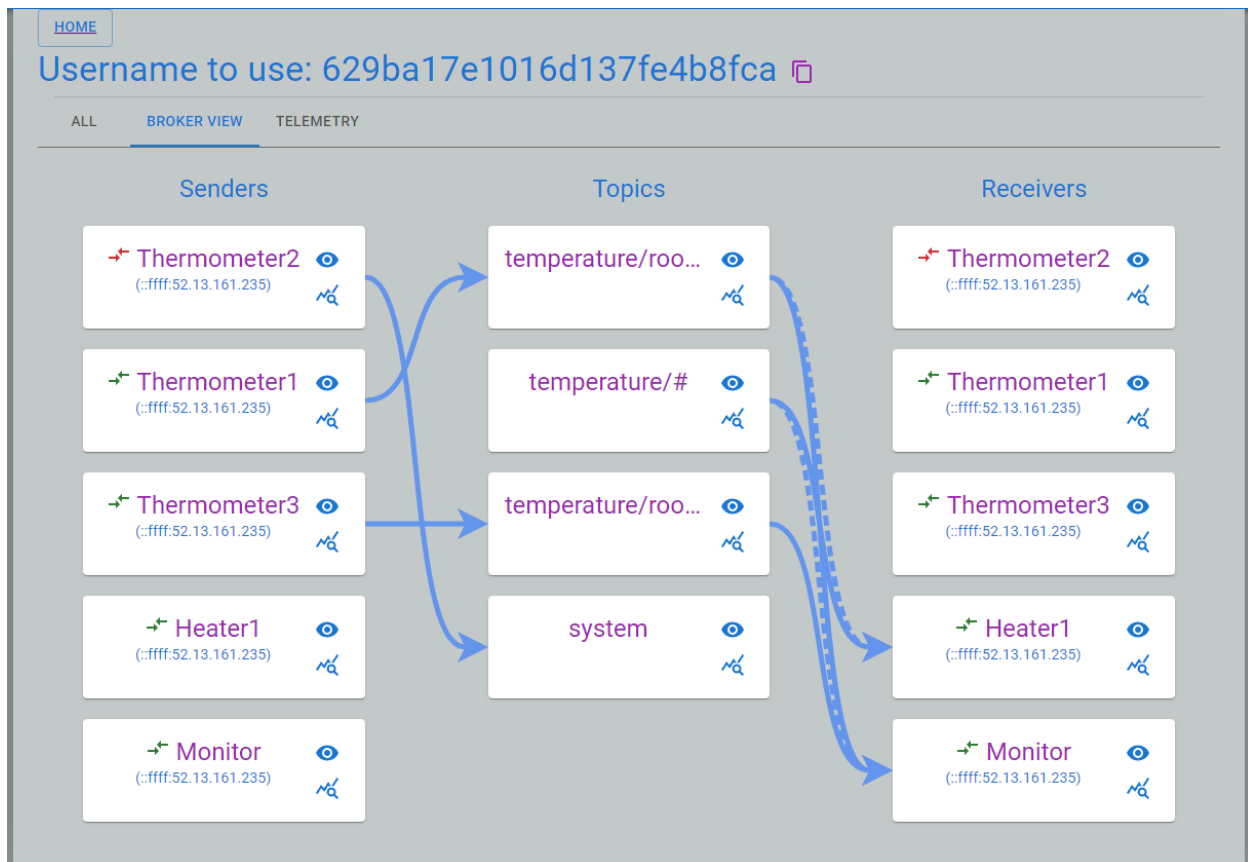 HOME
Username to use: 629ba17e1016d137fe4b8fca
ALL BROKER VIEW TELEMETRY
Senders
Topics
Receivers
Thermometer2
(::ffff:52.13.161.235)
temperature/roo...
Thermometer2
(::ffff:52.13.161.235)
Thermometer1
(::ffff:52.13.161.235)
temperature/#
Thermometer1
(::ffff:52.13.161.235)
Thermometer3
(::ffff:52.13.161.235)
temperature/roo...
Thermometer3
(::ffff:52.13.161.235)
Heater1
(::ffff:52.13.161.235)
system
Heater1
(::ffff:52.13.161.235)
Monitor
(::ffff:52.13.161.235)
Monitor
(::ffff:52.13.161.235)